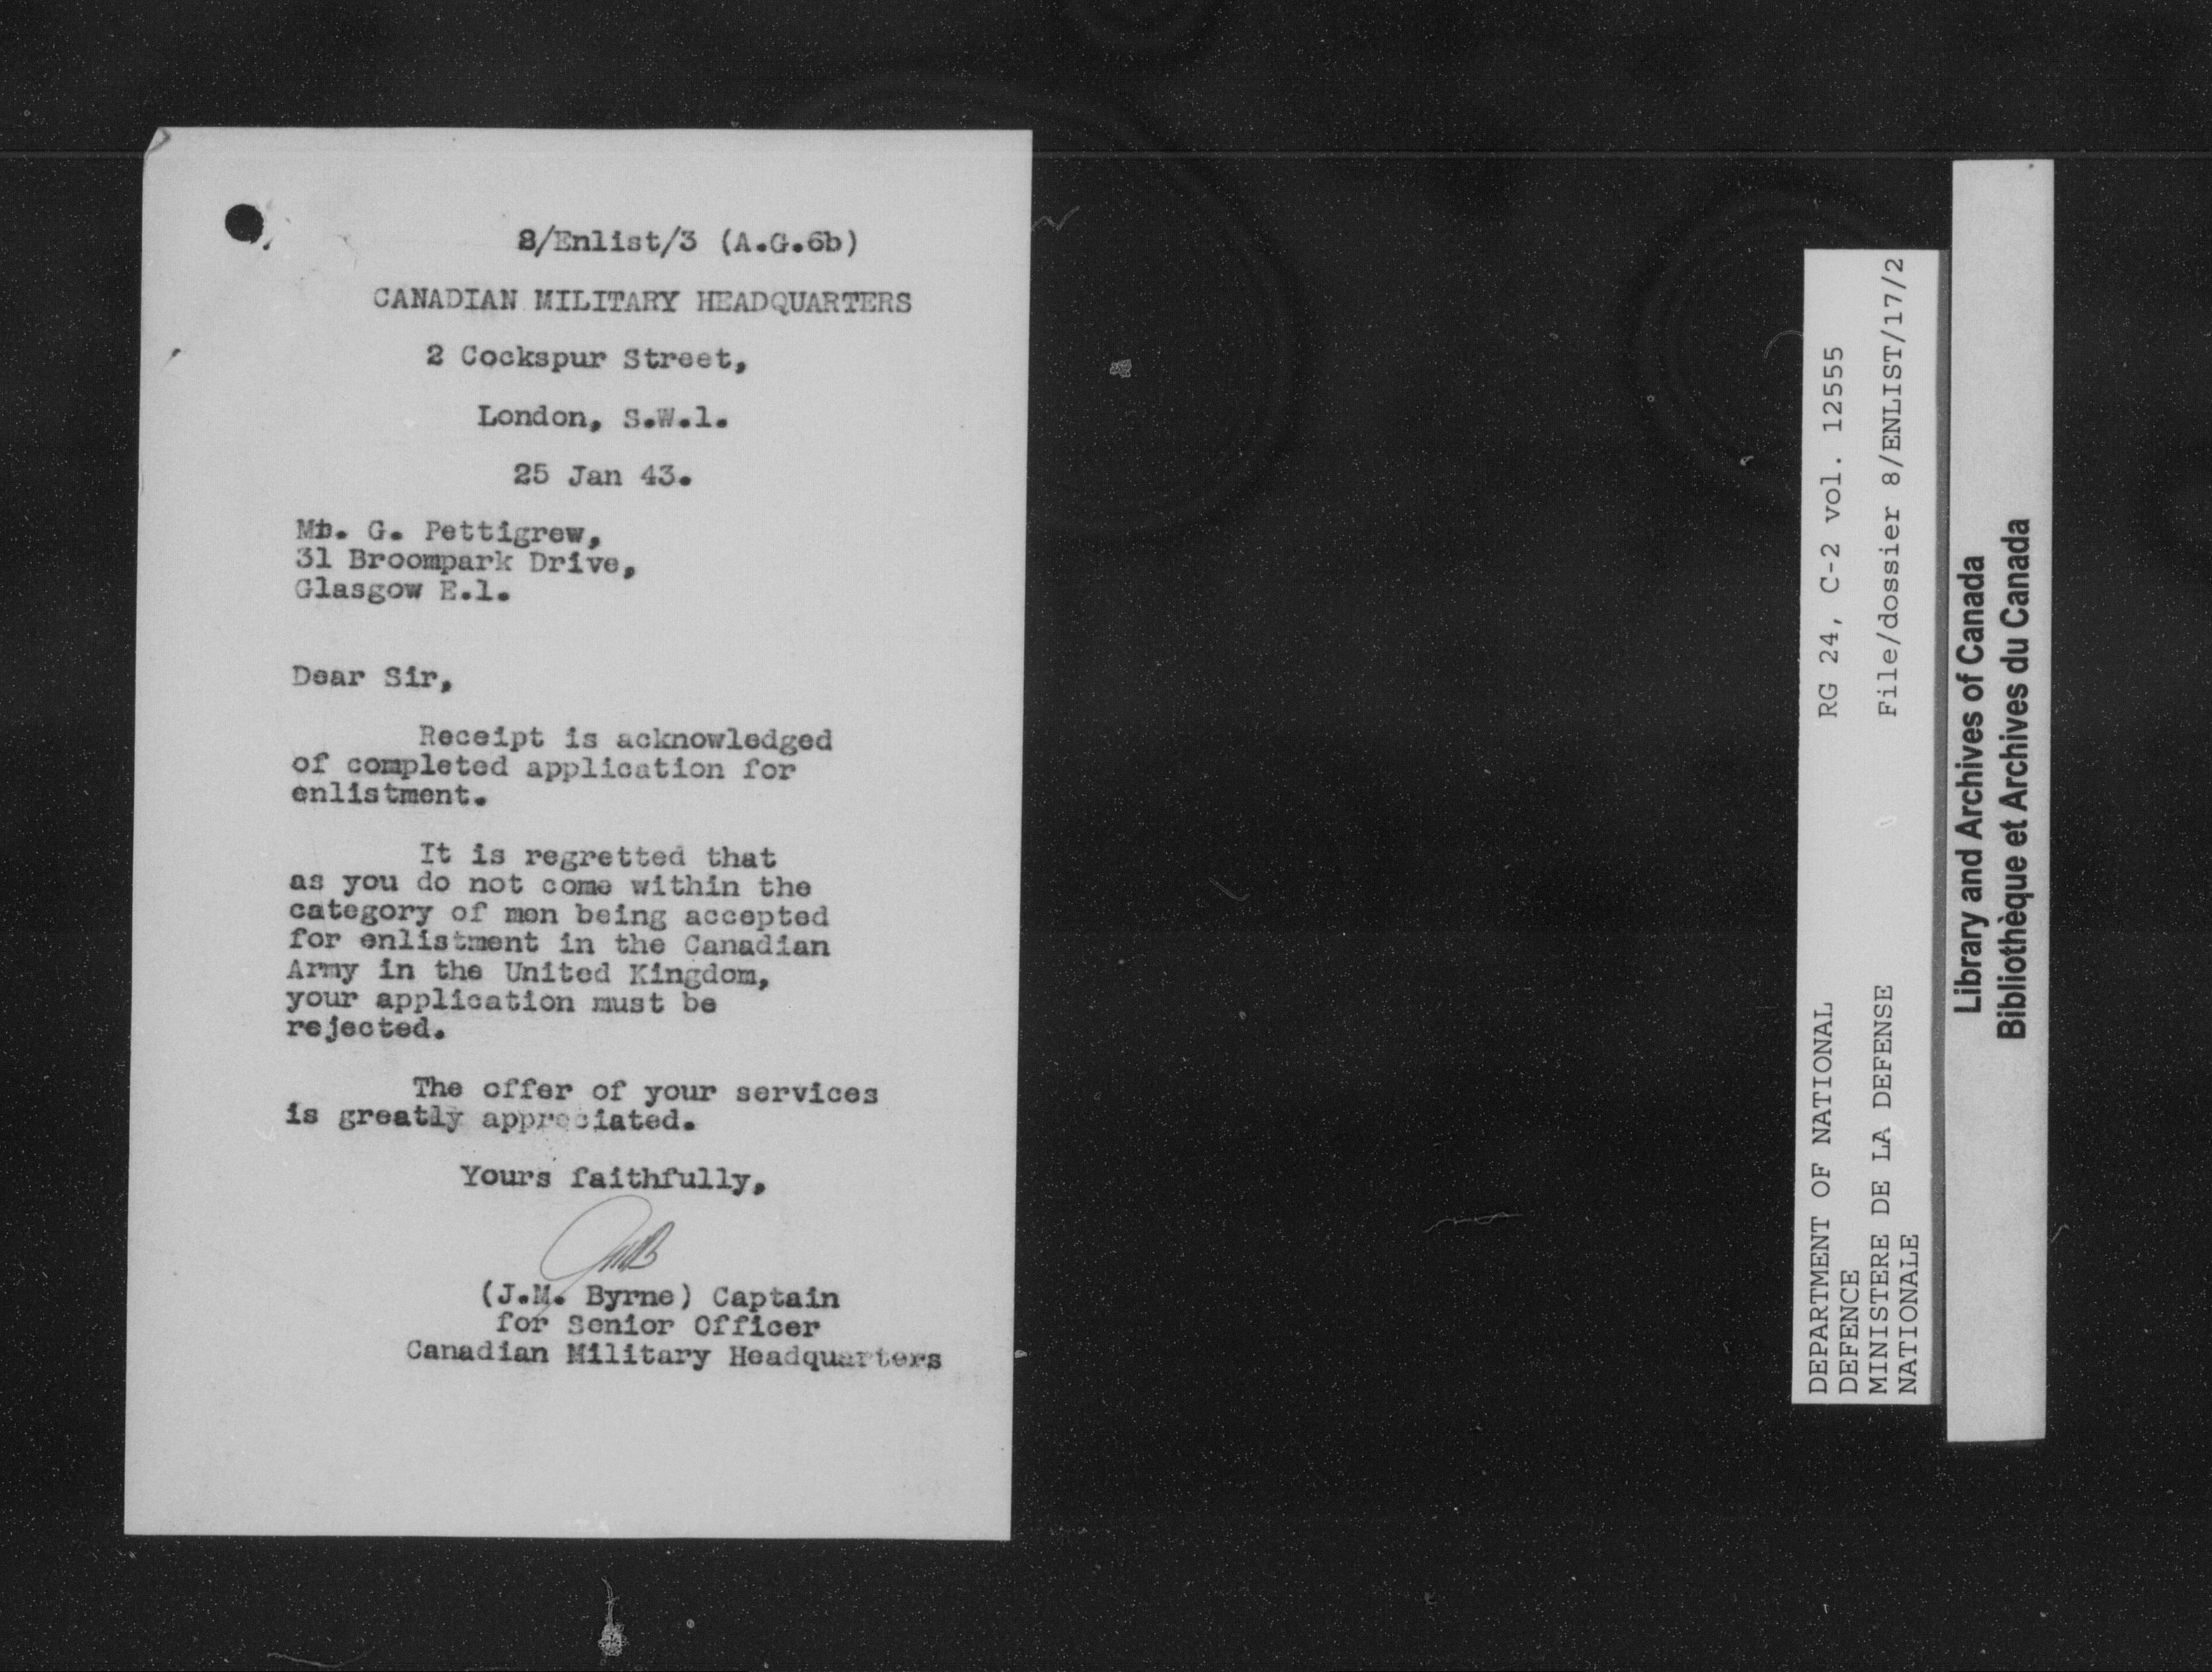 8/Enlist/3 (A.G.6b)
CANADIAN MILITARY HEADQUARTERS
2 Cockspur Street,
London, S.W.1.
25 Jan 43.
Mr. G. Pettigrew,
31 Broompark Drive,
Glasgow E.1.
Dear Sir,
Receipt is acknowledged
of completed application for
enlistment.
It is regretted that
as you do not come within the
category of men being accepted
for enlistment in the Canadian
Army in the United Kingdom,
your application must be
rejected.
The offer of your services
is greatly appreciated.
Yours faithfully,
(J.M. Byrne) Captain
for Senior Officer
Canadian Military Headquarters
DEPARTMENT OF NATIONAL
DEFENCE
MINISTERE DE LA DEFENSE
NATIONALE
RG 24, C-2 vol. 12555
File/dossier 8/ENLIST/17/2
Library and Archives of Canada
Bibliothèque et Archives du Canada